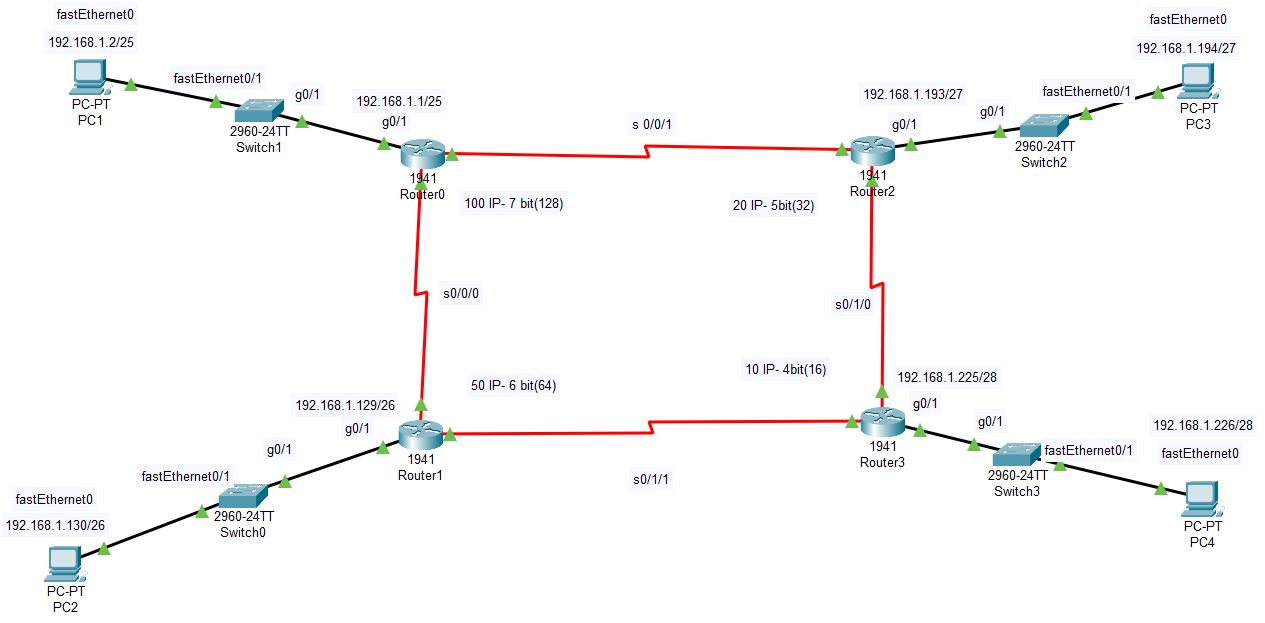 fastEthernet0
192.168.1.2/25
PC-PT
PC1
fastEthernet0/1
g0/1
2960-24TT
Switch1
192.168.1.1/25
g0/1
1941
Router0
s 0/0/1
192.168.1.193/27
g0/1
1941
Router2
g0/1
fastEthernet0/1
2960-24TT
Switch2
fastEthernet0
192.168.1.194/27
PC-PT
PC3
100 IP- 7 bit(128)
20 IP- 5bit(32)
s0/0/0
s0/1/0
50 IP- 6 bit(64)
10 IP- 4bit(16)
192.168.1.129/26
g0/1
1941
Router1
g0/1
fastEthernet0/1
2960-24TT
Switch0
fastEthernet0
192.168.1.130/26
PC-PT
PC2
s0/1/1
192.168.1.225/28
g0/1
1941
Router3
g0/1
fastEthernet0/1
2960-24TT
Switch3
192.168.1.226/28
fastEthernet0
PC-PT
PC4